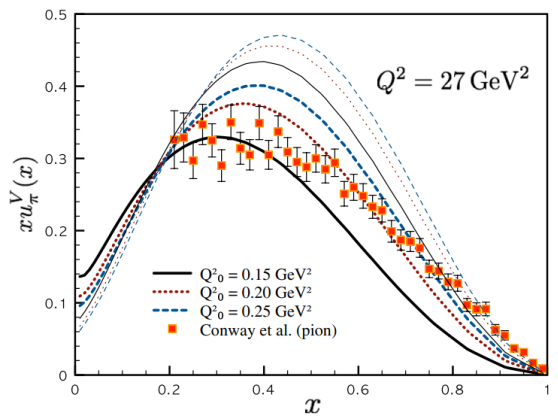 0.5
0.4
0.3
0.2
0.1
0
xu_π^V(x)
Q² = 27 GeV²
Q²₀ = 0.15 GeV²
Q²₀ = 0.20 GeV²
Q²₀ = 0.25 GeV²
Conway et al. (pion)
0 0.2 0.4 0.6 0.8 1
x